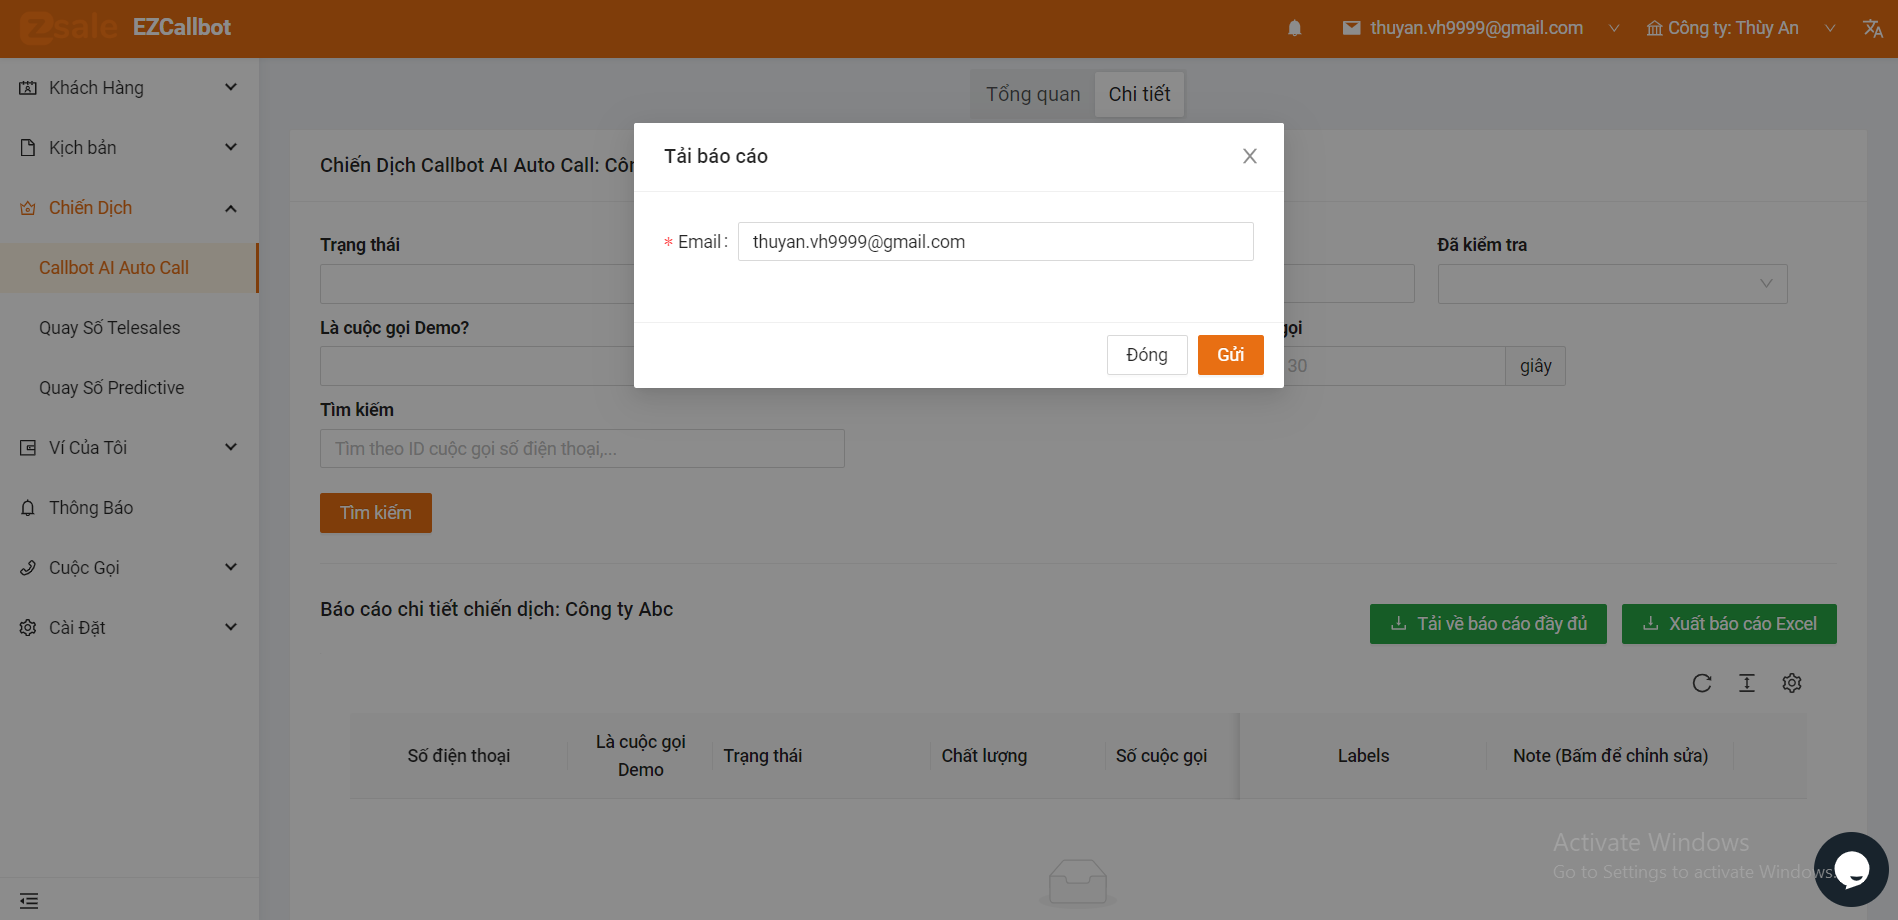 zsale EZCallbot
thuyan.vh9999@gmail.com
Công ty: Thùy An
Khách Hàng
Kịch bản
Chiến Dịch
Callbot AI Auto Call
Quay Số Telesales
Quay Số Predictive
Ví Của Tôi
Thông Báo
Cuộc Gọi
Cài Đặt
Tổng quan
Chi tiết
Chiến Dịch Callbot AI Auto Call:
Trạng thái
Đã kiểm tra
Là cuộc gọi Demo?
gọi
30
giây
Tìm kiếm
Tìm theo ID cuộc gọi số điện thoại,...
Tìm kiếm
Tải báo cáo
* Email:
thuyan.vh9999@gmail.com
Đóng
Gửi
Báo cáo chi tiết chiến dịch: Công ty Abc
Tải về báo cáo đầy đủ
Xuất báo cáo Excel
Số điện thoại
Là cuộc gọi
Demo
Trạng thái
Chất lượng
Số cuộc gọi
Labels
Note (Bấm để chỉnh sửa)
Activate Windows
Go to Settings to activate Windows.